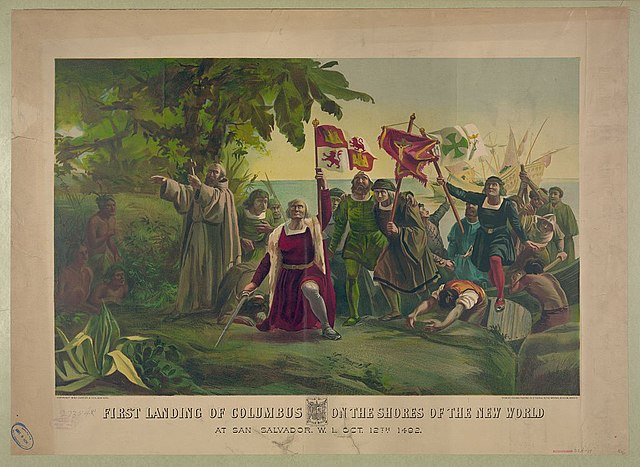 FIRST LANDING OF COLUMBUS ON THE SHORES OF THE NEW WORLD
AT SAN SALVADOR, W. I., OCT. 12TH 1492.